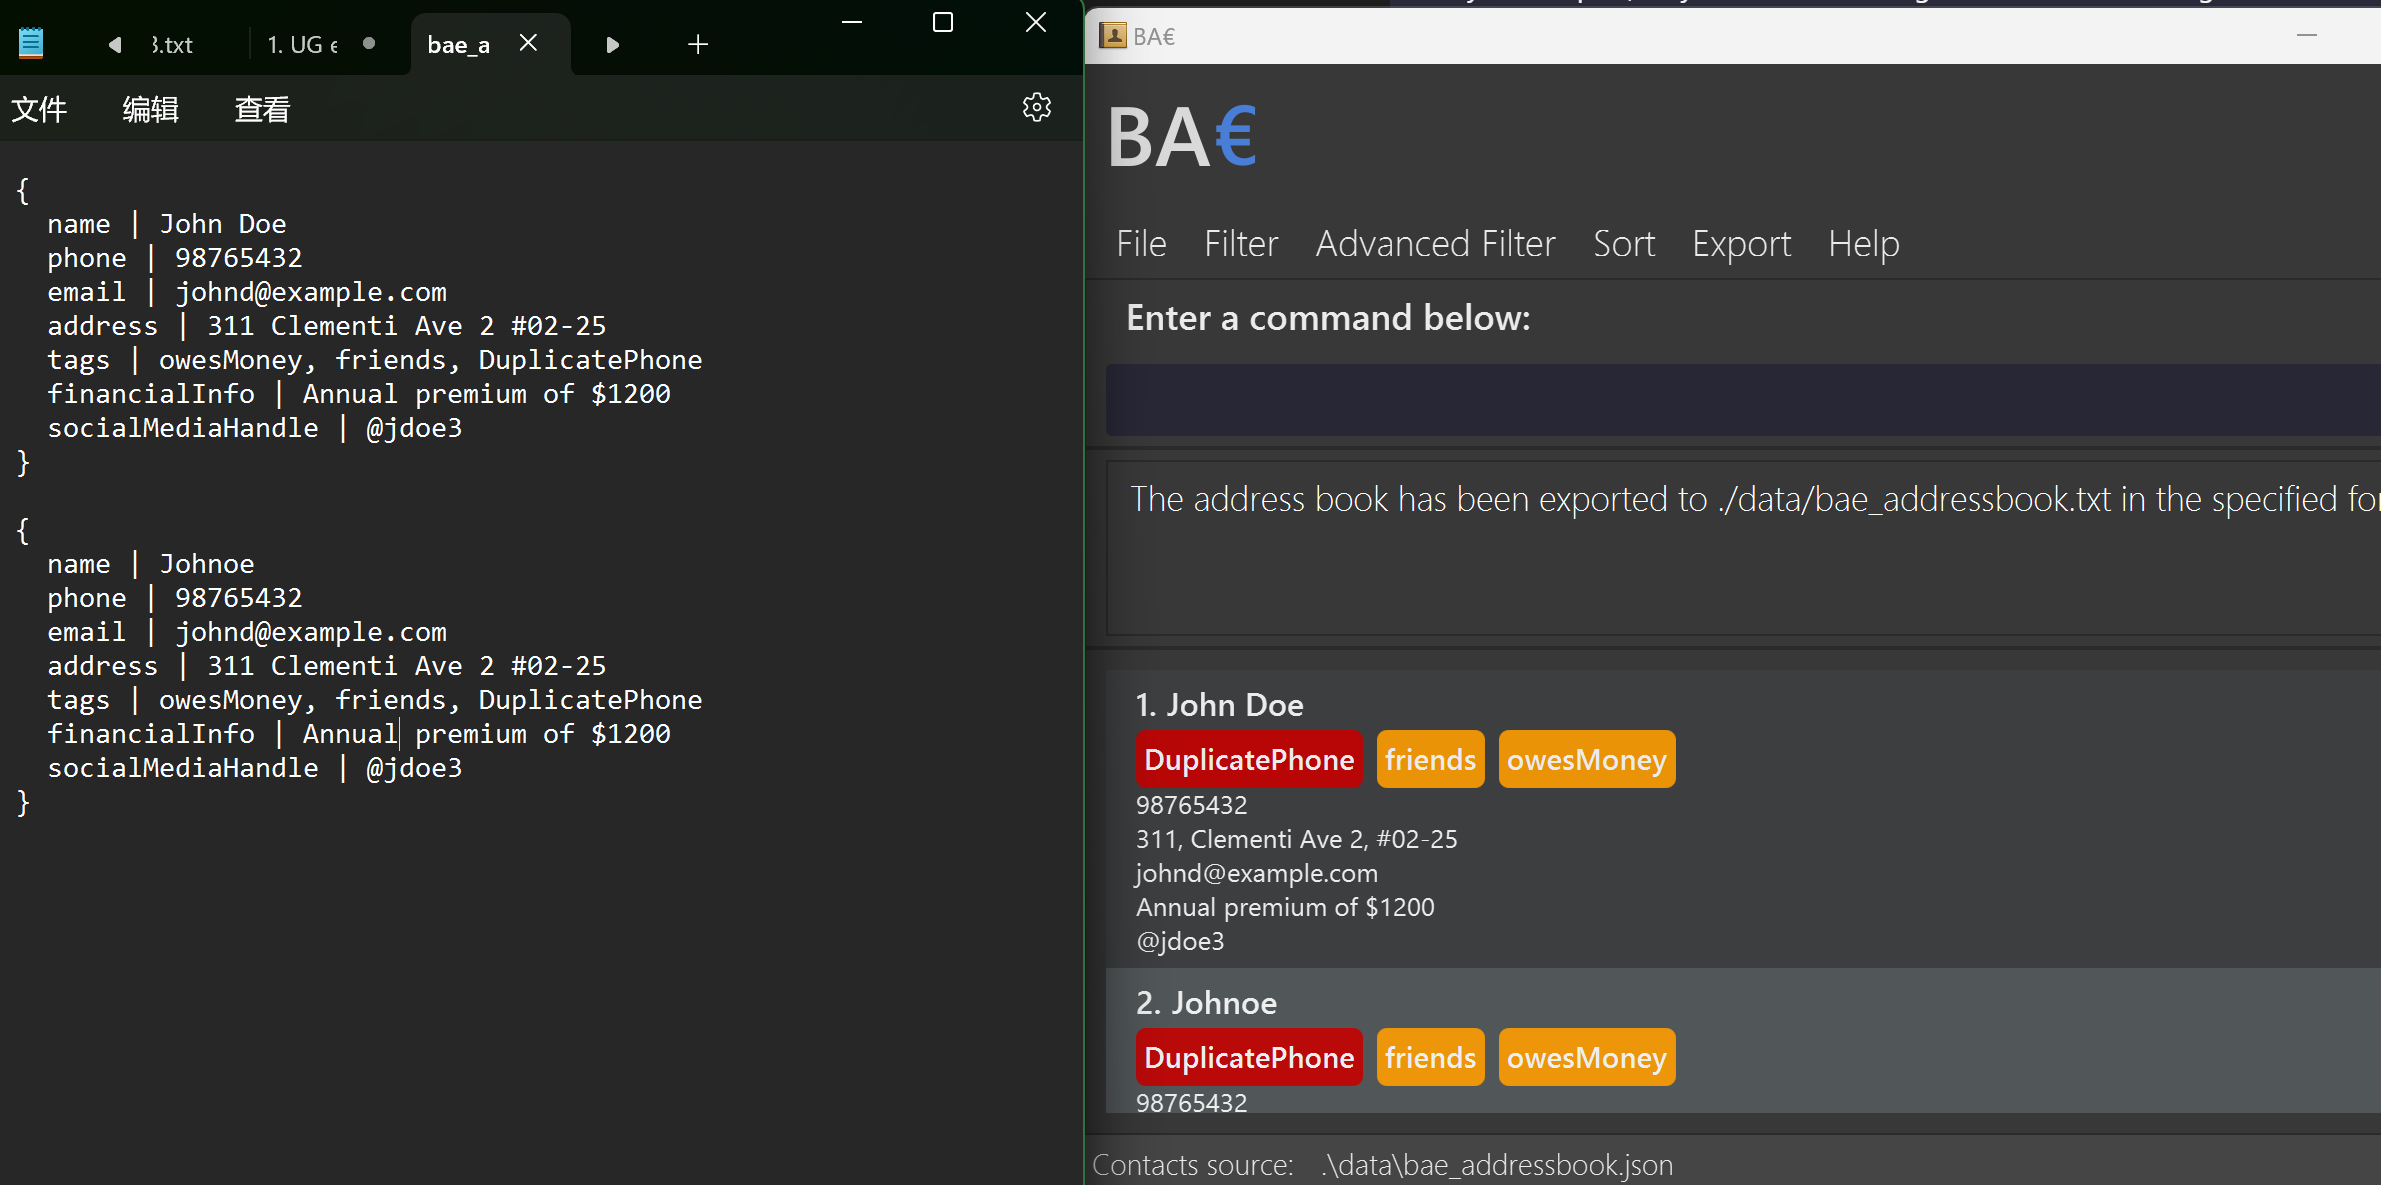 3.txt
1. UG e
bae_a
文件
编辑
查看
{
name | John Doe
phone | 98765432
email | johnd@example.com
address | 311 Clementi Ave 2 #02-25
tags | owesMoney, friends, DuplicatePhone
financialInfo | Annual premium of $1200
socialMediaHandle | @jdoe3
}
{
name | Johnoe
phone | 98765432
email | johnd@example.com
address | 311 Clementi Ave 2 #02-25
tags | owesMoney, friends, DuplicatePhone
financialInfo | Annual premium of $1200
socialMediaHandle | @jdoe3
}
BA€
BA€
File Filter Advanced Filter Sort Export Help
Enter a command below:
The address book has been exported to ./data/bae_addressbook.txt in the specified for
1. John Doe
DuplicatePhone friends owesMoney
98765432
311, Clementi Ave 2, #02-25
johnd@example.com
Annual premium of $1200
@jdoe3
2. Johnoe
DuplicatePhone friends owesMoney
98765432
Contacts source: .\data\bae_addressbook.json